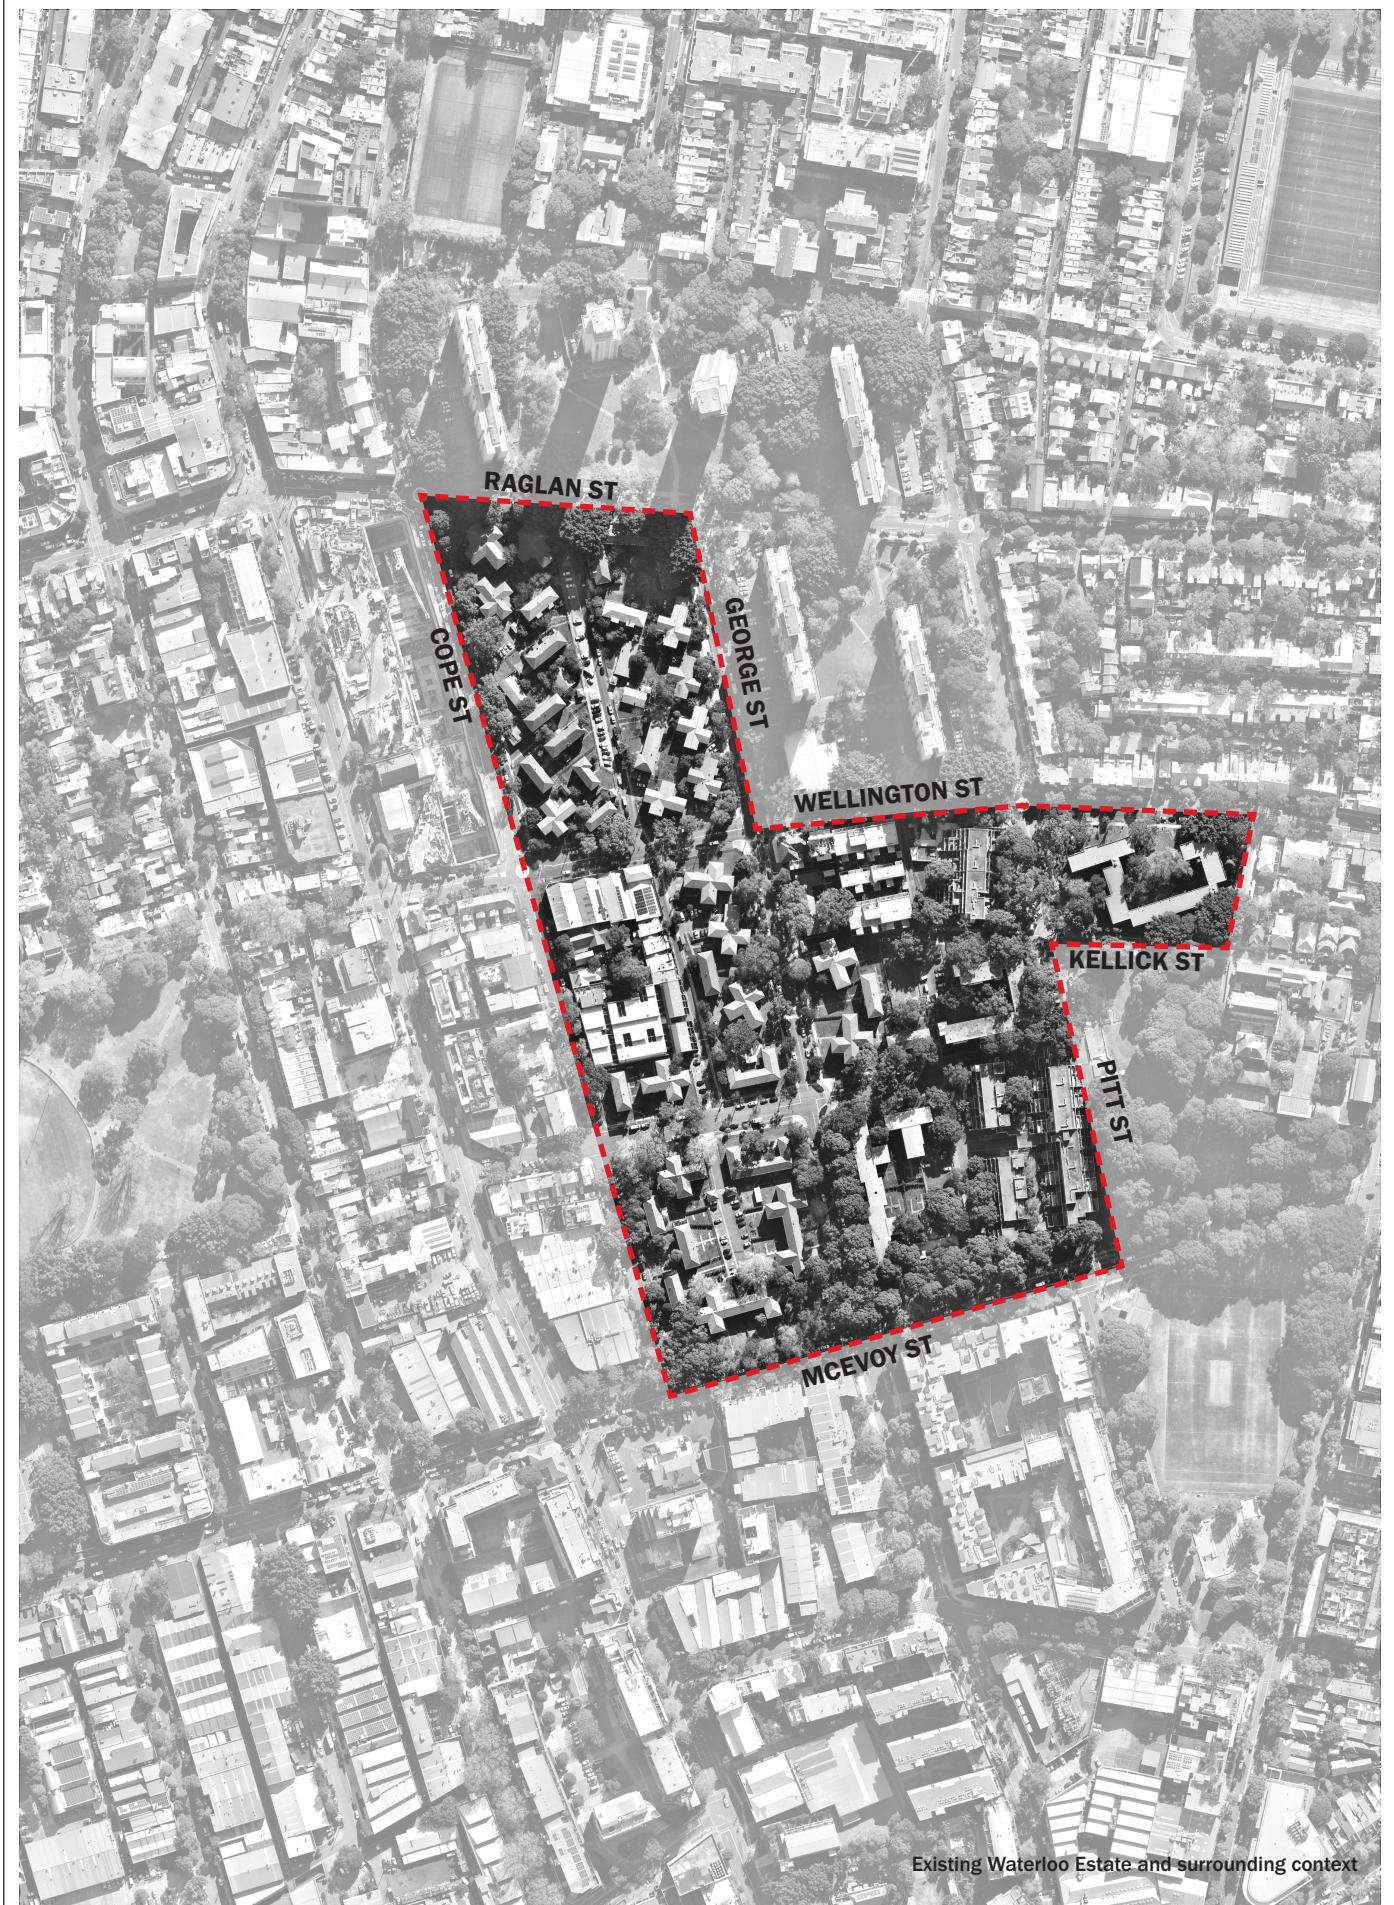 RAGLAN ST
COPE ST
GEORGE ST
WELLINGTON ST
KELLICK ST
PITT ST
MCEVOY ST
Existing Waterloo Estate and surrounding context